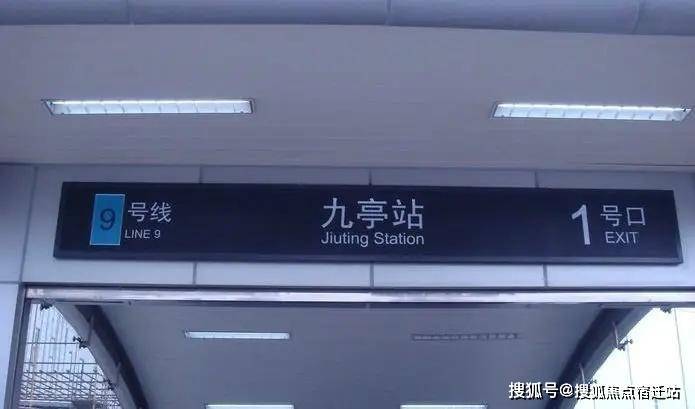 9 号线
LINE 9
九亭站
Jiuting Station
1 号口
EXIT
搜狐号@搜狐焦点宿迁站